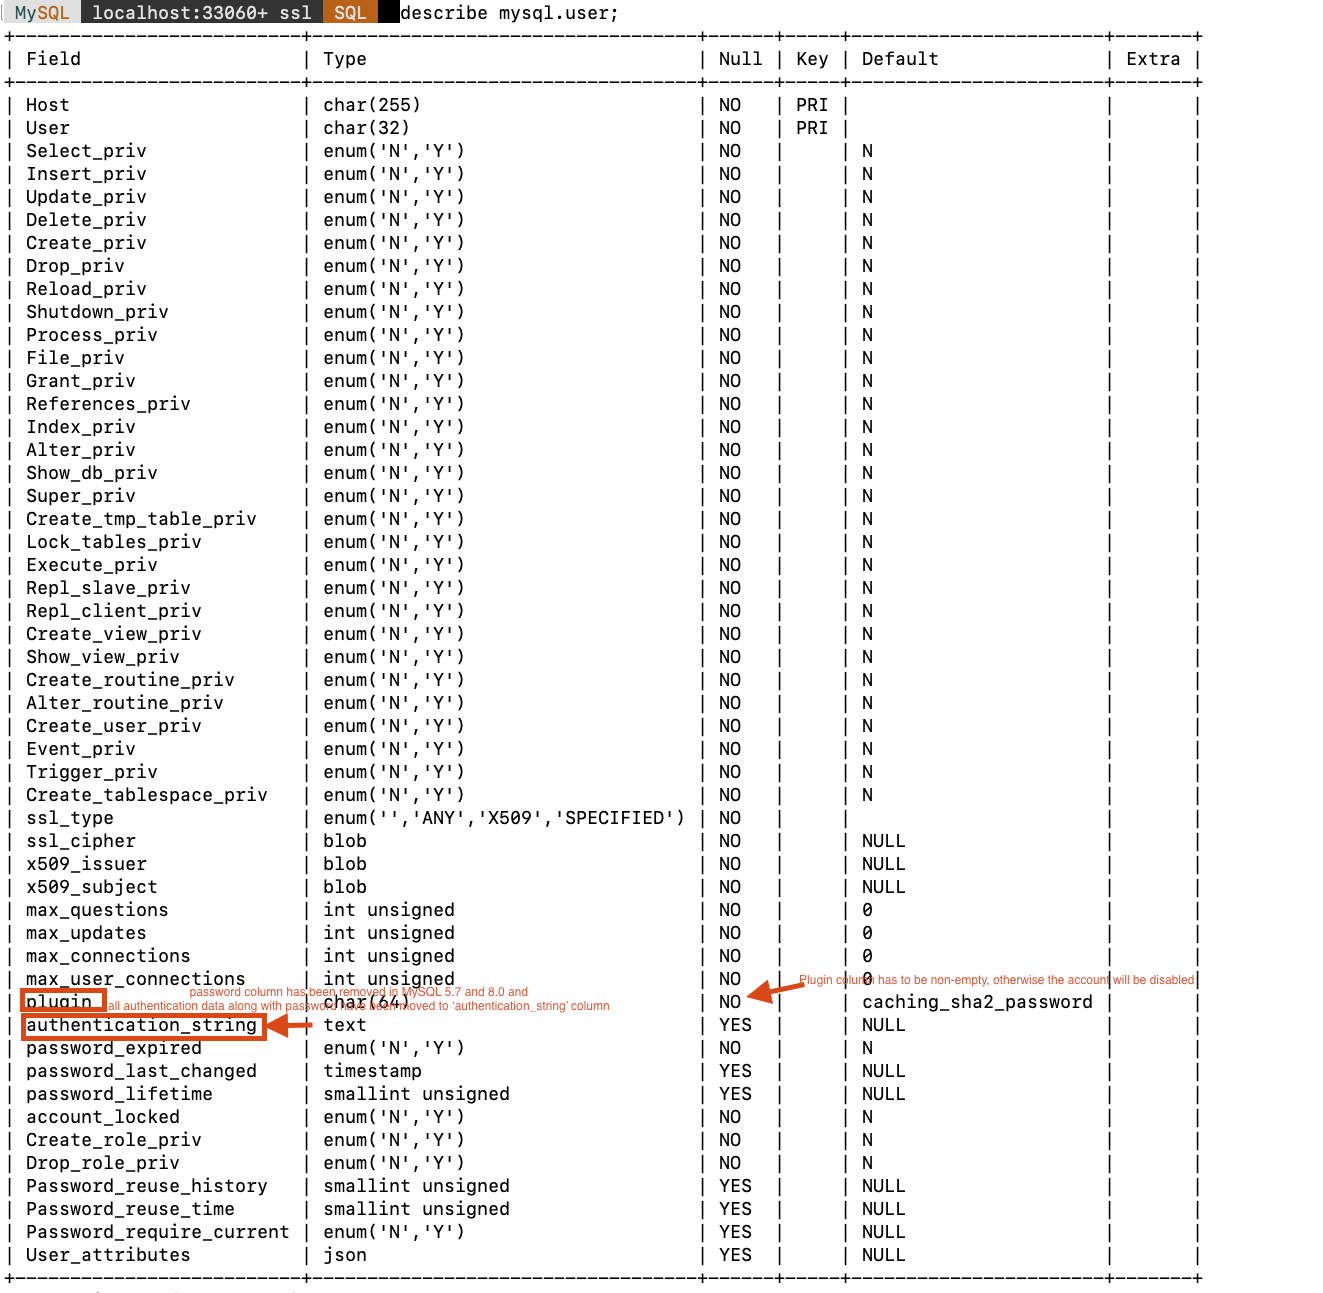 MySQL localhost:33060+ ssl SQL describe mysql.user;
+--------------------------+-----------------------------------+------+-----+-----------------------+-------+
| Field | Type | Null | Key | Default | Extra |
+--------------------------+-----------------------------------+------+-----+-----------------------+-------+
| Host | char(255) | NO | PRI | | |
| User | char(32) | NO | PRI | | |
| Select_priv | enum('N','Y') | NO | | N | |
| Insert_priv | enum('N','Y') | NO | | N | |
| Update_priv | enum('N','Y') | NO | | N | |
| Delete_priv | enum('N','Y') | NO | | N | |
| Create_priv | enum('N','Y') | NO | | N | |
| Drop_priv | enum('N','Y') | NO | | N | |
| Reload_priv | enum('N','Y') | NO | | N | |
| Shutdown_priv | enum('N','Y') | NO | | N | |
| Process_priv | enum('N','Y') | NO | | N | |
| File_priv | enum('N','Y') | NO | | N | |
| Grant_priv | enum('N','Y') | NO | | N | |
| References_priv | enum('N','Y') | NO | | N | |
| Index_priv | enum('N','Y') | NO | | N | |
| Alter_priv | enum('N','Y') | NO | | N | |
| Show_db_priv | enum('N','Y') | NO | | N | |
| Super_priv | enum('N','Y') | NO | | N | |
| Create_tmp_table_priv | enum('N','Y') | NO | | N | |
| Lock_tables_priv | enum('N','Y') | NO | | N | |
| Execute_priv | enum('N','Y') | NO | | N | |
| Repl_slave_priv | enum('N','Y') | NO | | N | |
| Repl_client_priv | enum('N','Y') | NO | | N | |
| Create_view_priv | enum('N','Y') | NO | | N | |
| Show_view_priv | enum('N','Y') | NO | | N | |
| Create_routine_priv | enum('N','Y') | NO | | N | |
| Alter_routine_priv | enum('N','Y') | NO | | N | |
| Create_user_priv | enum('N','Y') | NO | | N | |
| Event_priv | enum('N','Y') | NO | | N | |
| Trigger_priv | enum('N','Y') | NO | | N | |
| Create_tablespace_priv | enum('N','Y') | NO | | N | |
| ssl_type | enum('','ANY','X509','SPECIFIED') | NO | | | |
| ssl_cipher | blob | NO | | NULL | |
| x509_issuer | blob | NO | | NULL | |
| x509_subject | blob | NO | | NULL | |
| max_questions | int unsigned | NO | | 0 | |
| max_updates | int unsigned | NO | | 0 | |
| max_connections | int unsigned | NO | | 0 | |
| max_user_connections | int unsigned | NO | | 0 | |
Plugin column has to be non-empty, otherwise the account will be disabled
password column has been removed in MySQL 5.7 and 8.0 and
| plugin | char(64) | NO | | caching_sha2_password | |
all authentication data along with password have been moved to 'authentication_string' column
| authentication_string | text | YES | | NULL | |
| password_expired | enum('N','Y') | NO | | N | |
| password_last_changed | timestamp | YES | | NULL | |
| password_lifetime | smallint unsigned | YES | | NULL | |
| account_locked | enum('N','Y') | NO | | N | |
| Create_role_priv | enum('N','Y') | NO | | N | |
| Drop_role_priv | enum('N','Y') | NO | | N | |
| Password_reuse_history | smallint unsigned | YES | | NULL | |
| Password_reuse_time | smallint unsigned | YES | | NULL | |
| Password_require_current | enum('N','Y') | YES | | NULL | |
| User_attributes | json | YES | | NULL | |
+--------------------------+-----------------------------------+------+-----+-----------------------+-------+